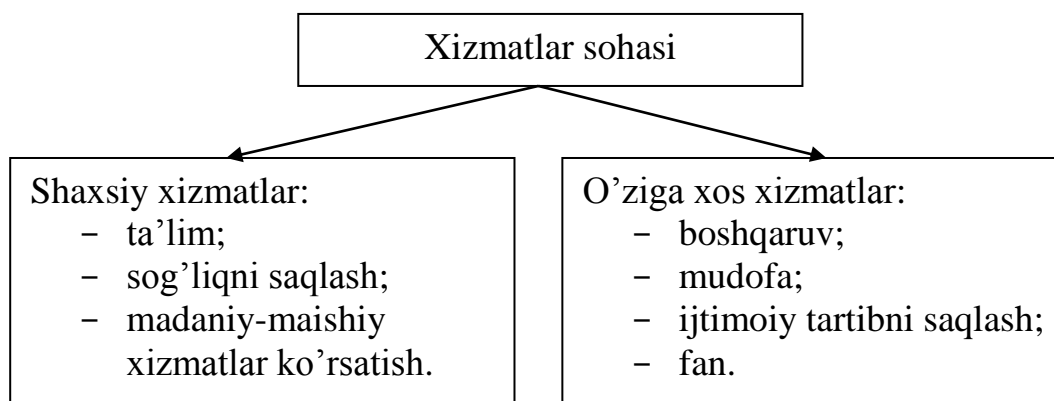 Xizmatlar sohasi
Shaxsiy xizmatlar:
- ta’lim;
- sog’liqni saqlash;
- madaniy-maishiy
xizmatlar ko’rsatish.
O’ziga xos xizmatlar:
- boshqaruv;
- mudofa;
- ijtimoiy tartibni saqlash;
- fan.